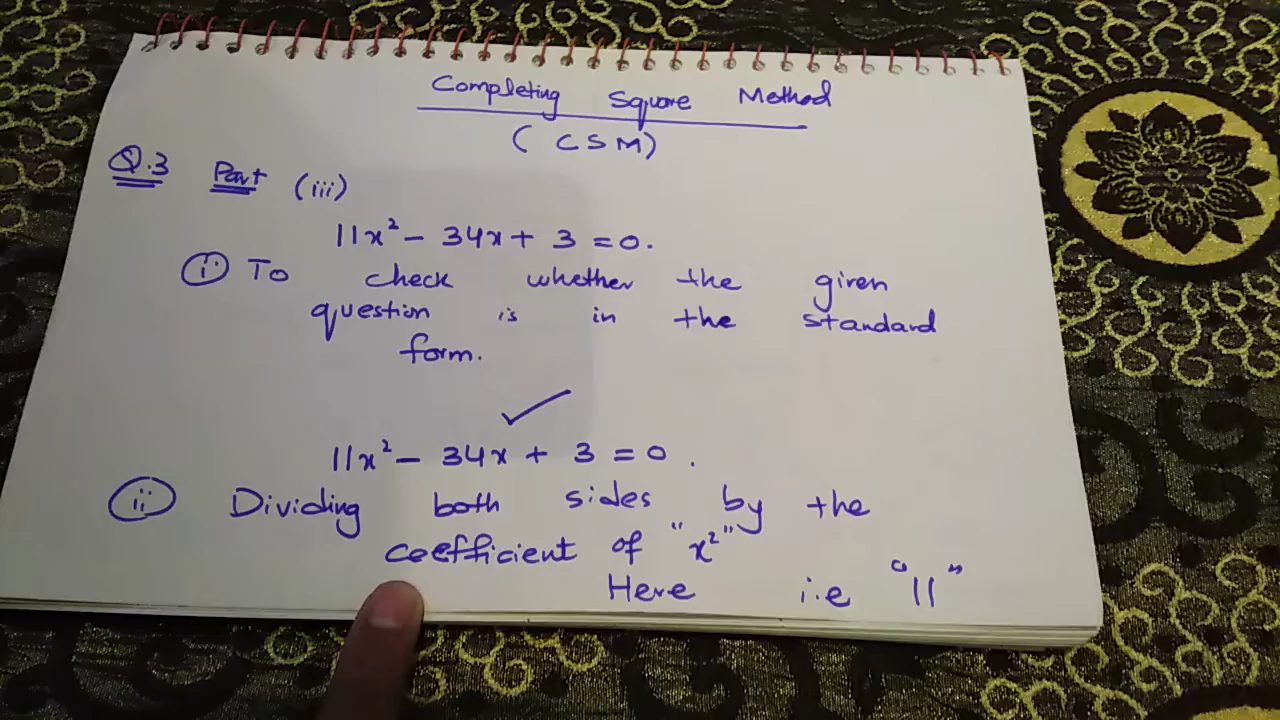 Completing Square Method
(CSM)
Q.3 Part (iii)
11x² - 34x + 3 = 0.
(i) To check whether the given
question is in the standard
form.
✓
11x² - 34x + 3 = 0.
(ii) Dividing both sides by the
coefficient of "x²"
Here i.e "11"